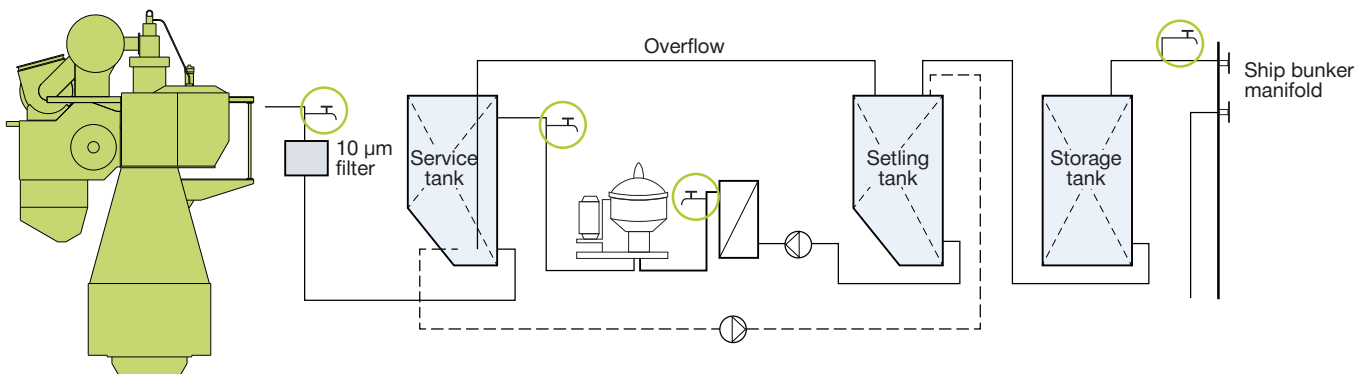 Overflow
Ship bunker
manifold
10 µm
filter
Service
tank
Setling
tank
Storage
tank